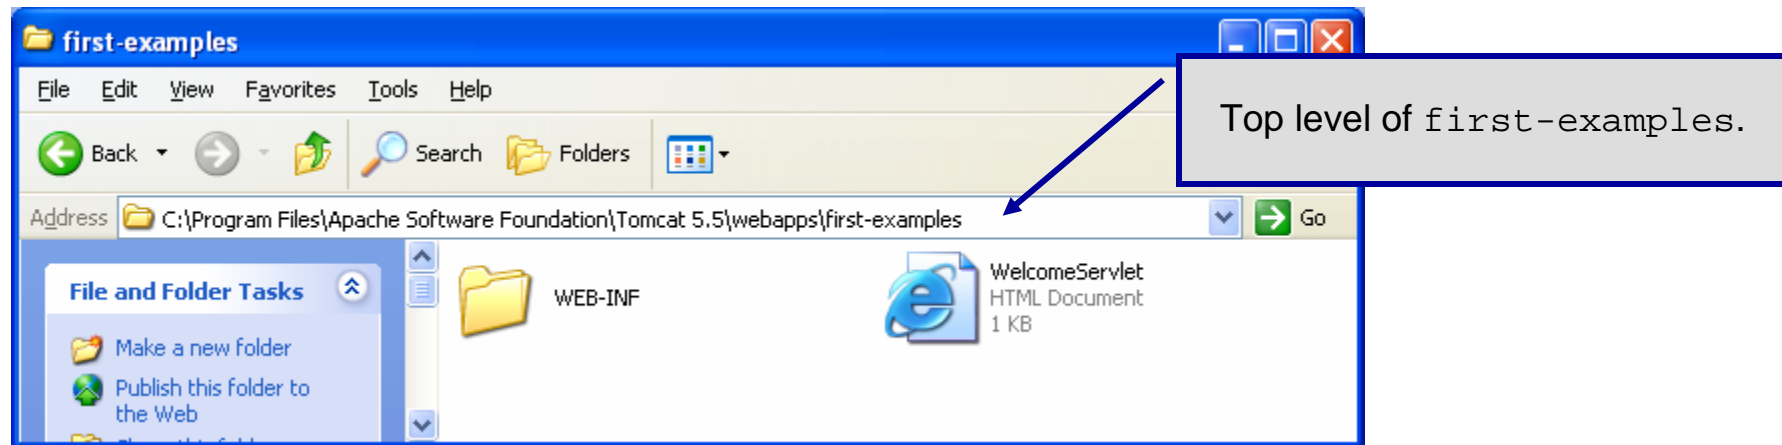 first-examples
File Edit View Favorites Tools Help
Top level of first-examples.
Back Search Folders
Address C:\Program Files\Apache Software Foundation\Tomcat 5.5\webapps\first-examples Go
File and Folder Tasks
Make a new folder
Publish this folder to
the Web
WEB-INF
WelcomeServlet
HTML Document
1 KB